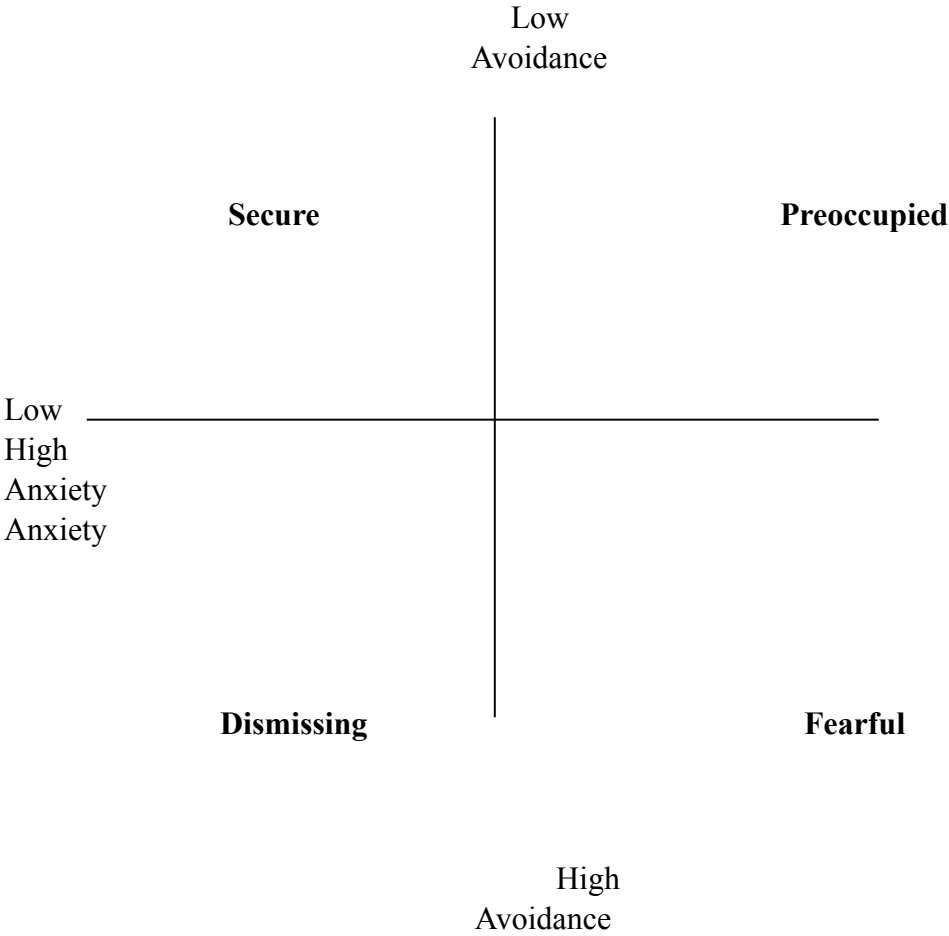 Low
Avoidance
Secure
Preoccupied
Low
High
Anxiety
Anxiety
Dismissing
Fearful
High
Avoidance